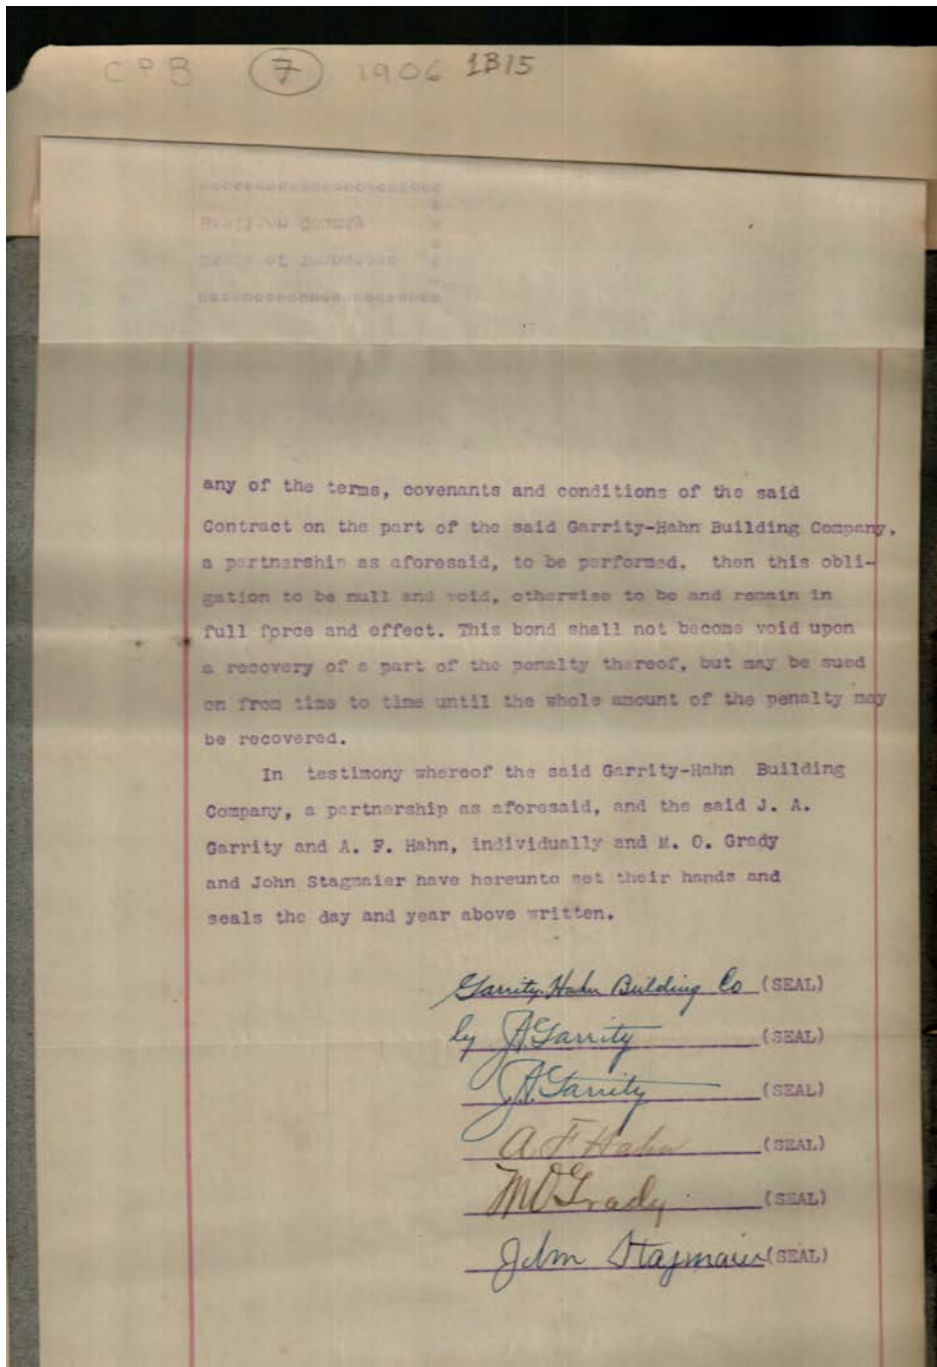 CPB 7 1906 1B15
any of the terms, covenants and conditions of the said
Contract on the part of the said Garrity-Hahn Building Company,
a partnership as aforesaid, to be performed, then this obli-
gation to be null and void, otherwise to be and remain in
full force and effect. This bond shall not become void upon
a recovery of a part of the penalty thereof, but may be sued
on from time to time until the whole amount of the penalty may
be recovered.
In testimony whereof the said Garrity-Hahn Building
Company, a partnership as aforesaid, and the said J. A.
Garrity and A. F. Hahn, individually and M. O. Grady
and John Stagmaier have hereunto set their hands and
seals the day and year above written.
Garrity-Hahn Building Co (SEAL)
by J A Garrity (SEAL)
J A Garrity (SEAL)
A F Hahn (SEAL)
M O Grady (SEAL)
John Stagmaier (SEAL)